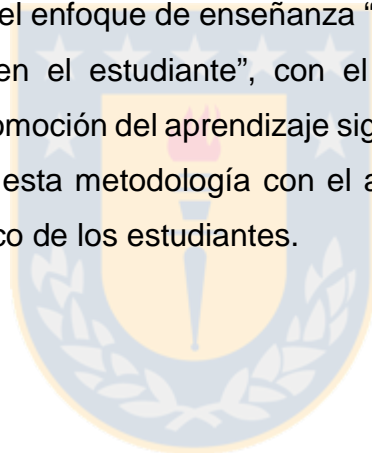 el enfoque de enseñanza “
en el estudiante”, con el
omoción del aprendizaje sig
esta metodología con el a
co de los estudiantes.